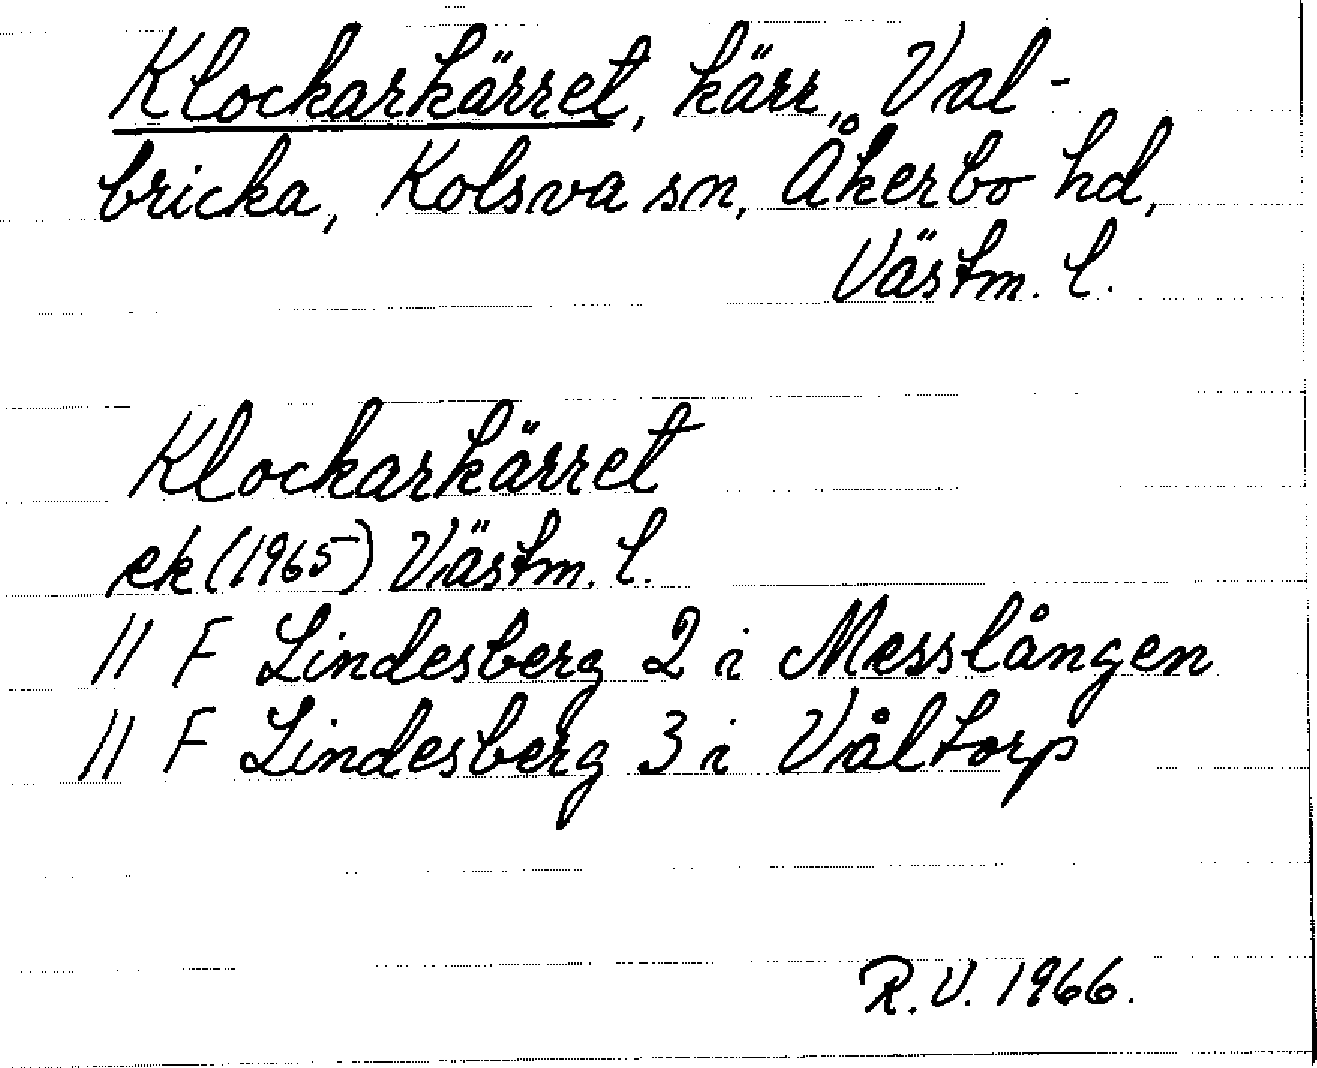 Klockarkärret, kärr, Val-
bricka, Kolsva sn, Åkerbo hd,
Västm. l.
Klockarkärret
ek (1965) Västm. l.
11 F Lindesberg 2 i Messlången
11 F Lindesberg 3 i Våltorp
R.V. 1966.